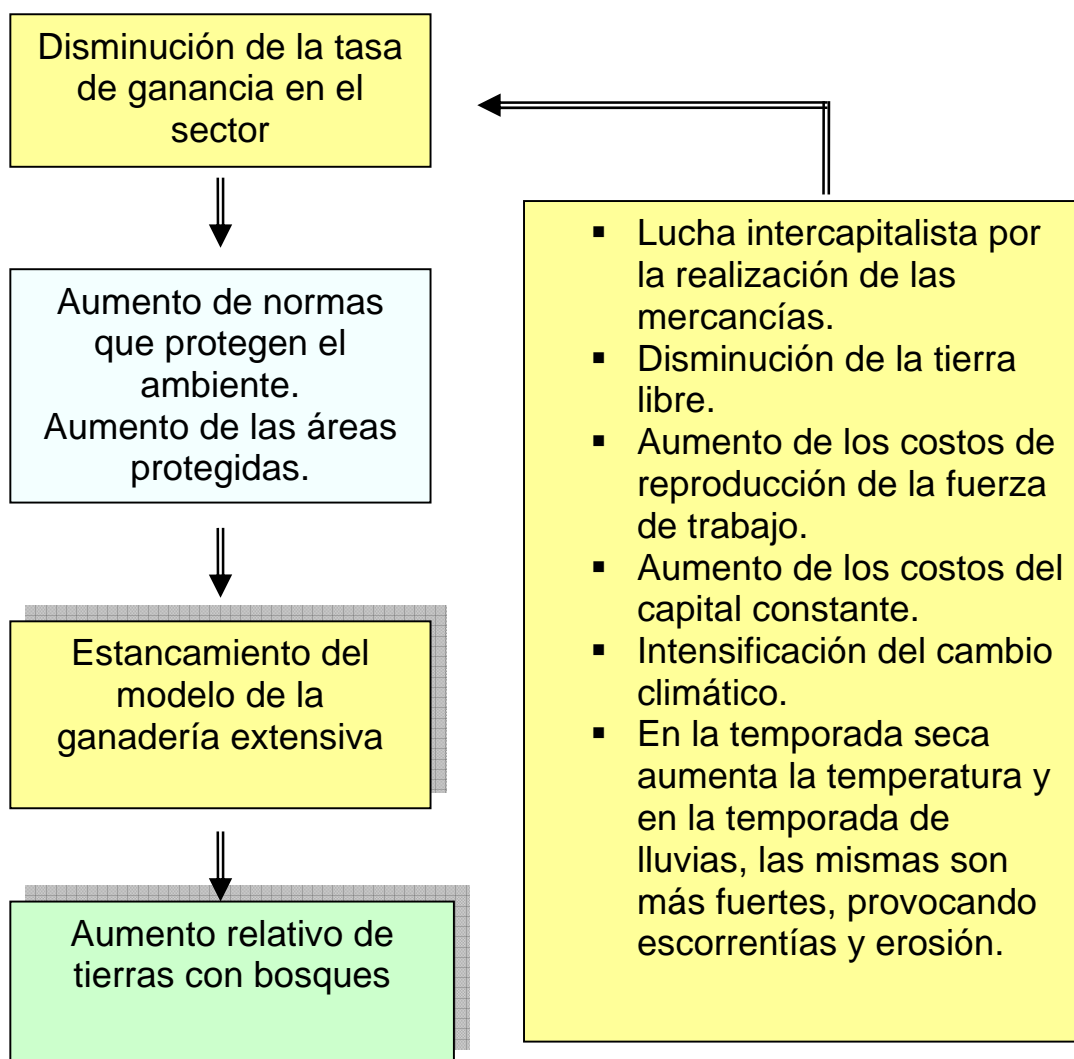 Disminución de la tasa
de ganancia en el
sector
Aumento de normas
que protegen el
ambiente.
Aumento de las áreas
protegidas.
Estancamiento del
modelo de la
ganadería extensiva
Aumento relativo de
tierras con bosques
▪ Lucha intercapitalista por
la realización de las
mercancías.
▪ Disminución de la tierra
libre.
▪ Aumento de los costos de
reproducción de la fuerza
de trabajo.
▪ Aumento de los costos del
capital constante.
▪ Intensificación del cambio
climático.
▪ En la temporada seca
aumenta la temperatura y
en la temporada de
lluvias, las mismas son
más fuertes, provocando
escorrentías y erosión.